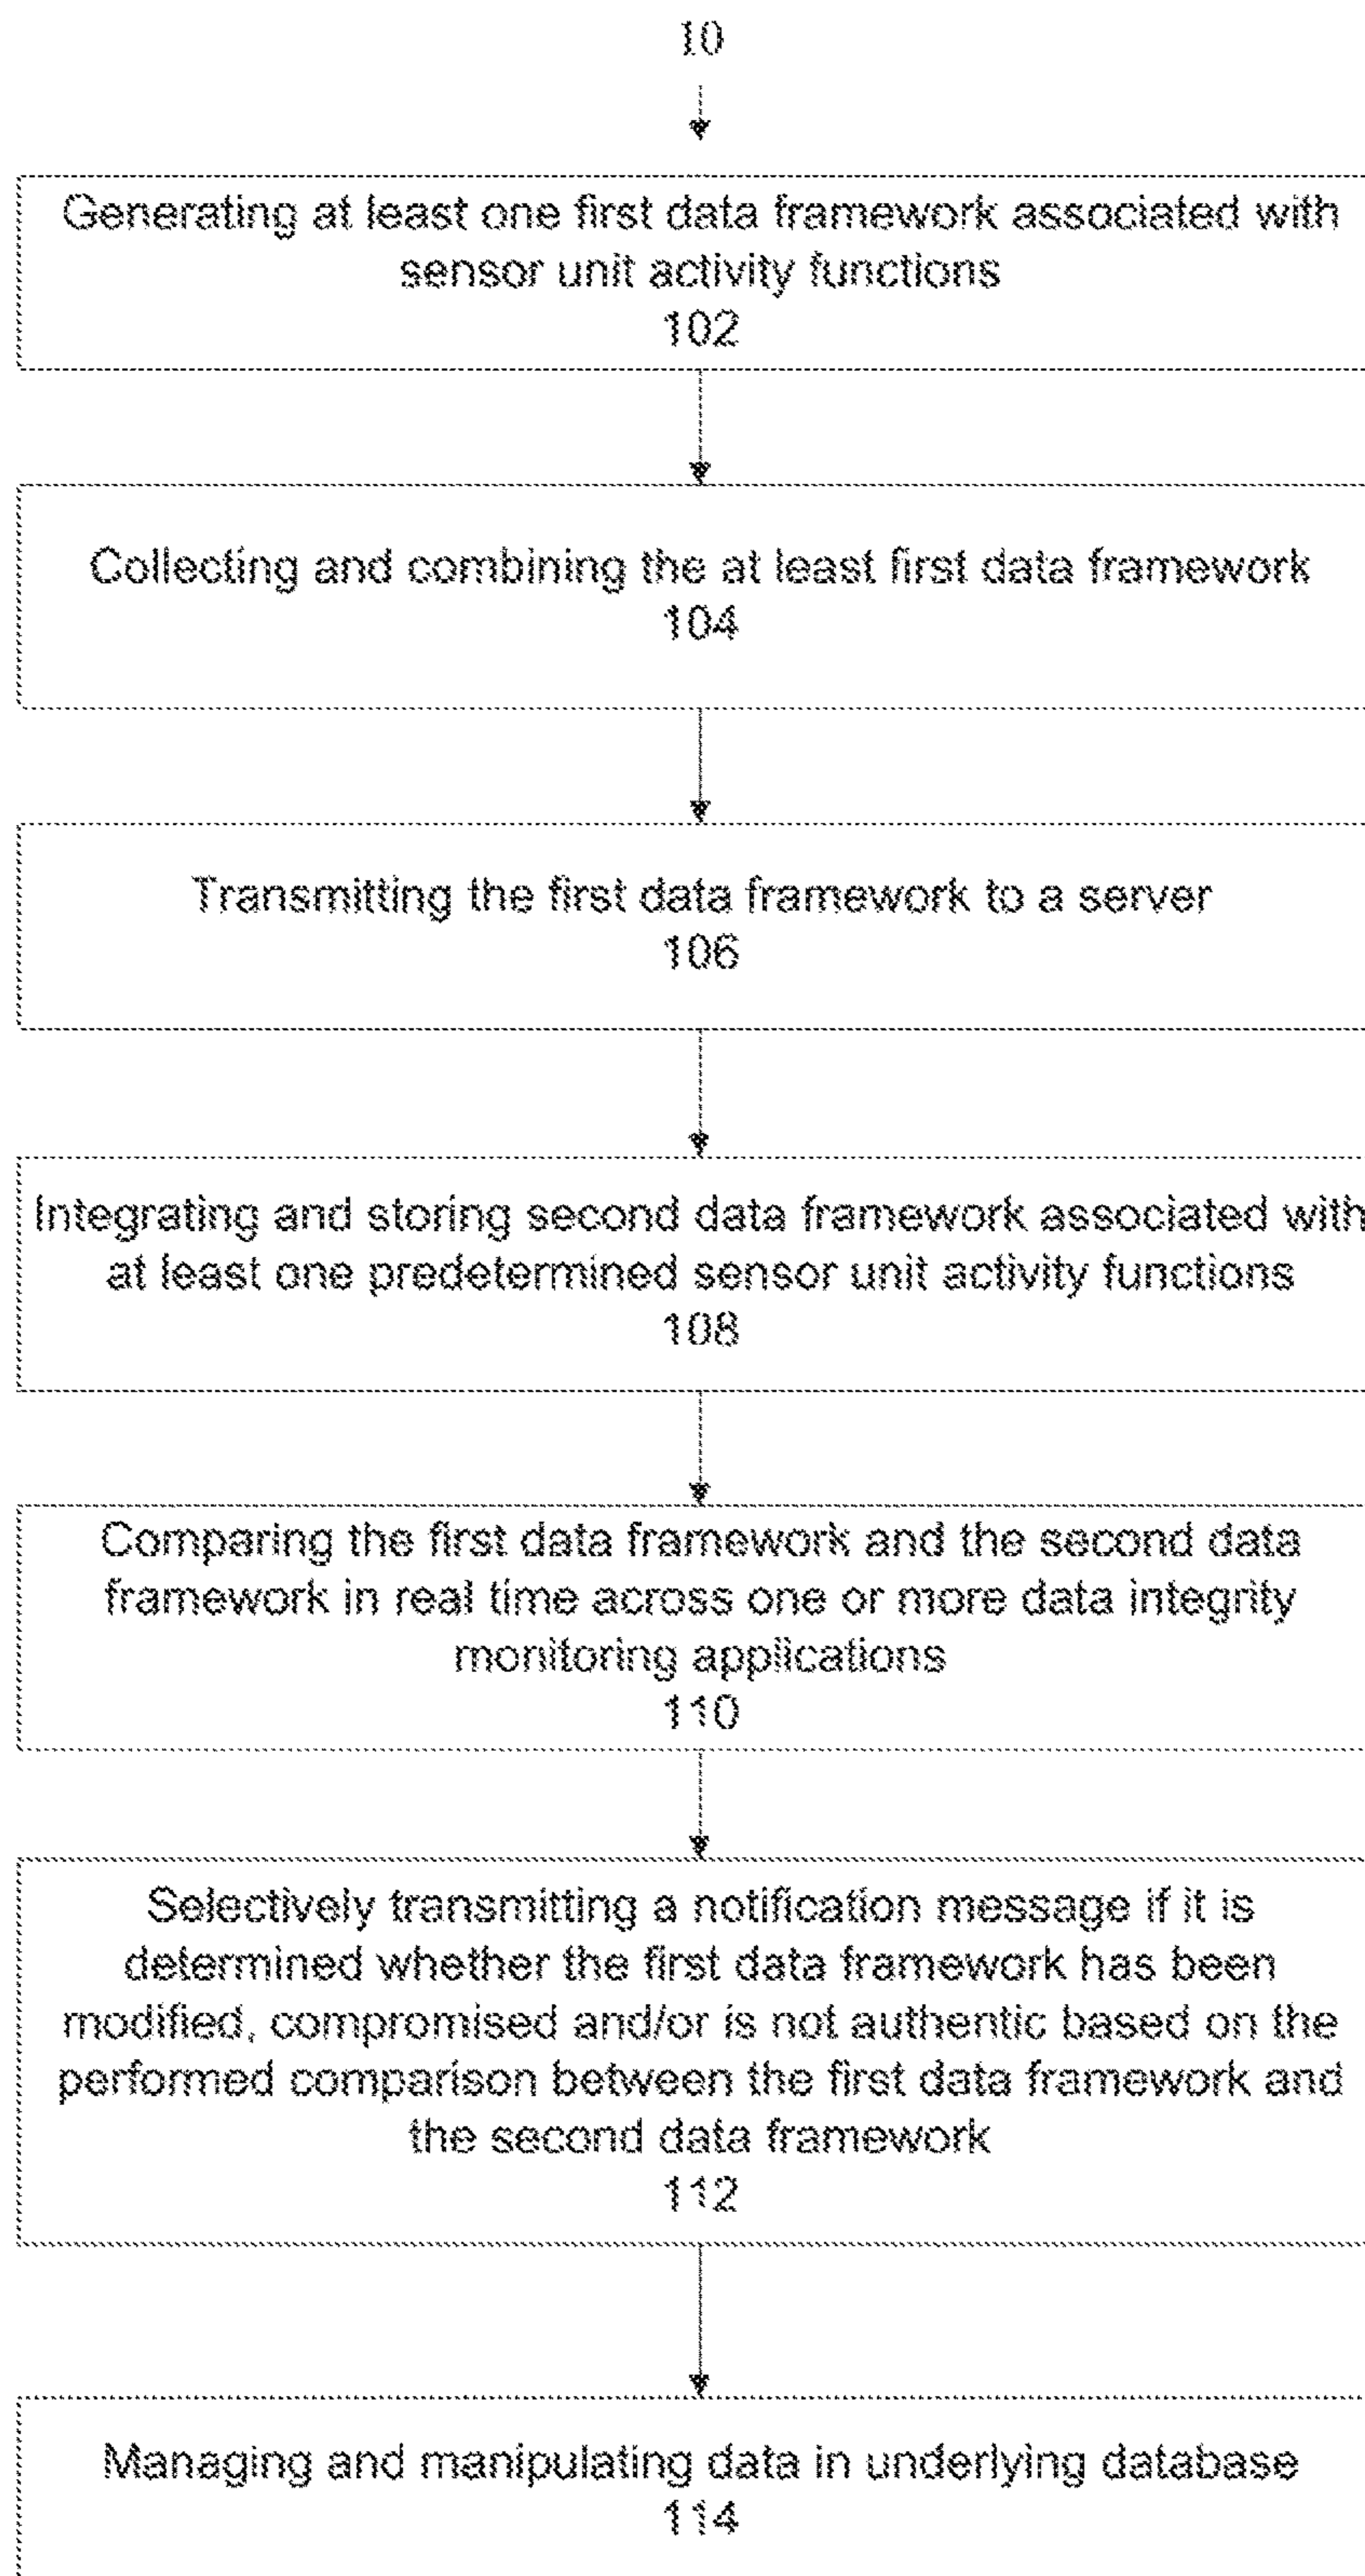 10
Generating at least one first data framework associated with
sensor unit activity functions
102
Collecting and combining the at least first data framework
104
Transmitting the first data framework to a server
106
Integrating and storing second data framework associated with
at least one predetermined sensor unit activity functions
108
Comparing the first data framework and the second data
framework in real time across one or more data integrity
monitoring applications
110
Selectively transmitting a notification message if it is
determined whether the first data framework has been
modified, compromised and/or is not authentic based on the
performed comparison between the first data framework and
the second data framework
112
Managing and manipulating data in underlying database
114